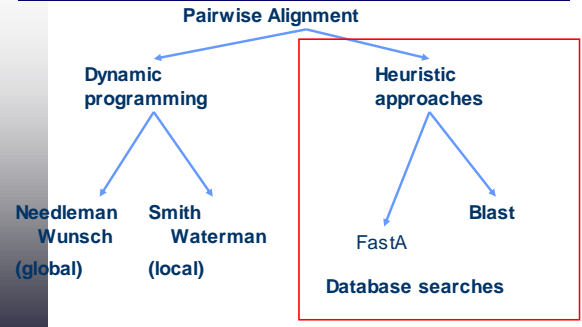 Pairwise Alignment
Dynamic
programming
Heuristic
approaches
Needleman
Wunsch
(global)
Smith
Waterman
(local)
FastA
Blast
Database searches